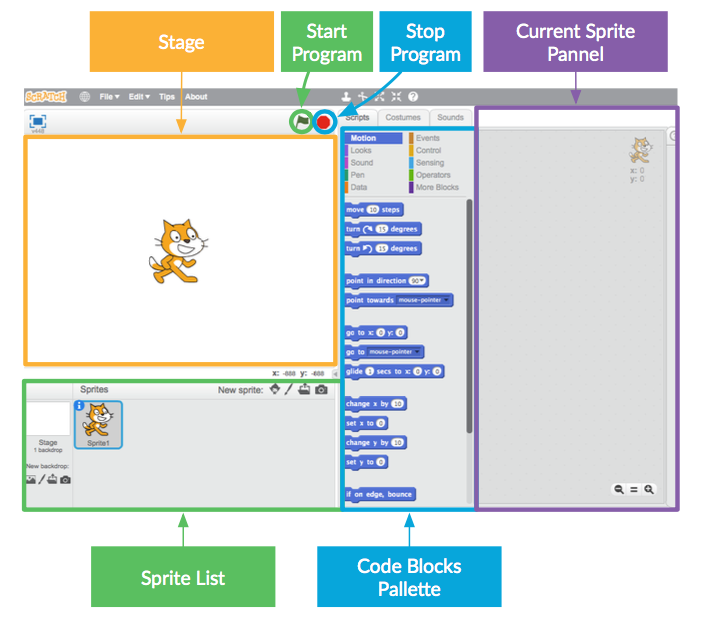 Stage
Start
Program
Stop
Program
Current Sprite
Pannel
SCRATCH
File▾ Edit▾ Tips About
v448
Scripts Costumes Sounds
Motion Events
Looks Control
Sound Sensing
Pen Operators
Data More Blocks
x: 0
y: 0
move 10 steps
turn ↻ 15 degrees
turn ↺ 15 degrees
point in direction 90▾
point towards mouse-pointer
go to x: 0 y: 0
go to mouse-pointer
glide 1 secs to x: 0 y: 0
change x by 10
set x to 0
change y by 10
set y to 0
if on edge, bounce
x: -688 y: -688
Sprites New sprite:
Stage
1 backdrop
Sprite1
New backdrop:
Sprite List
Code Blocks
Pallette